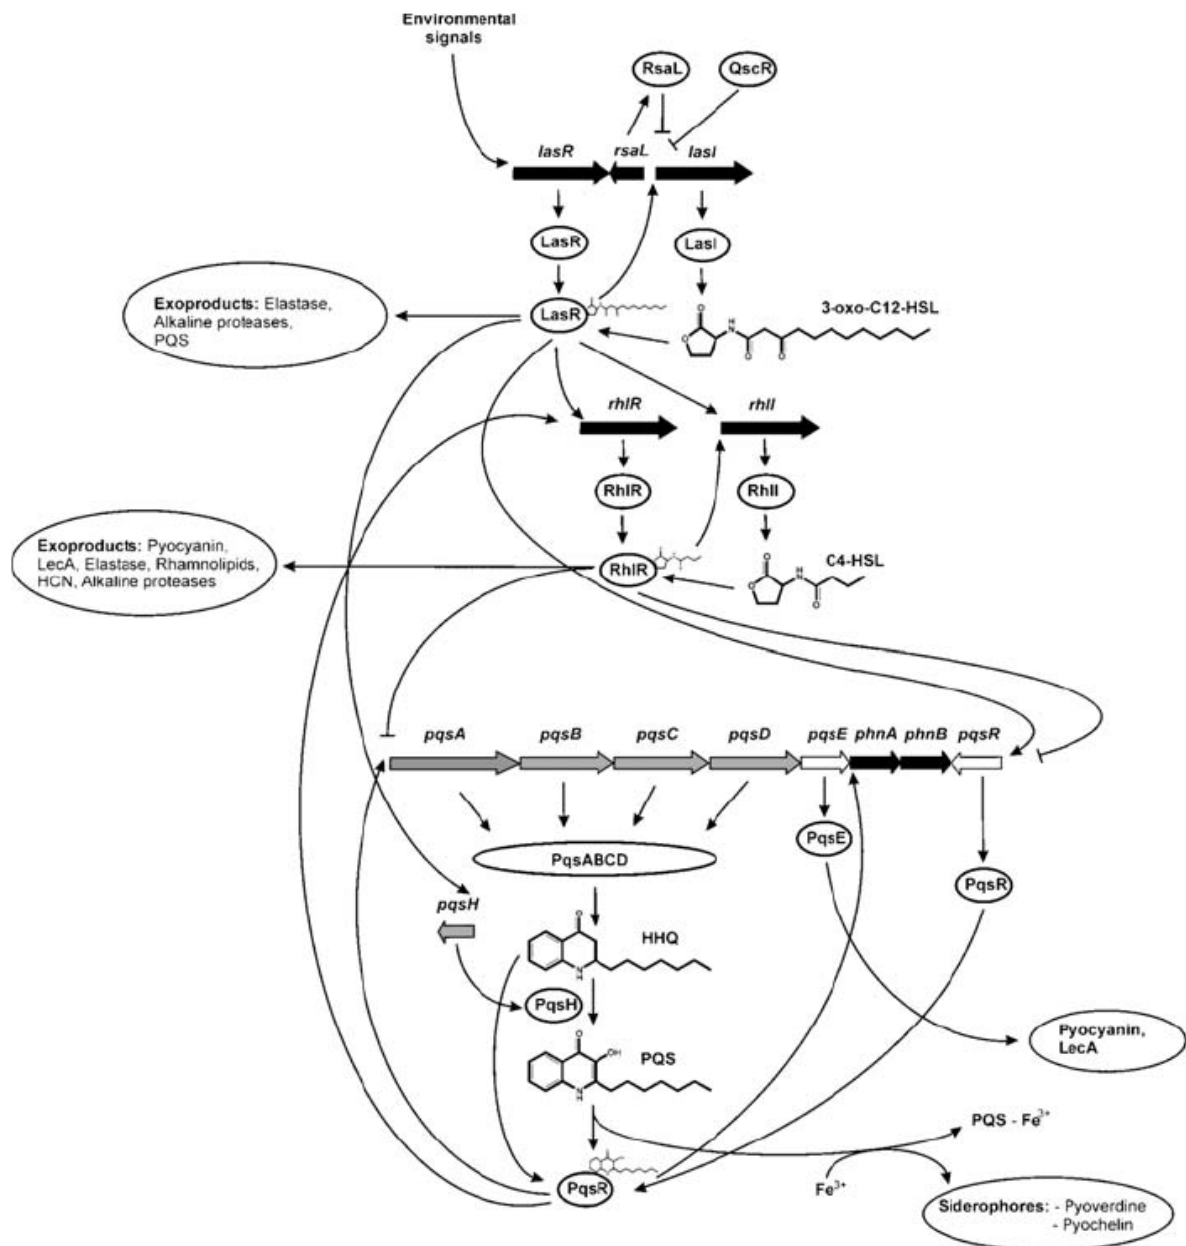 Environmental
signals
RsaL
QscR
lasR
rsaL
lasI
LasR
LasI
Exoproducts: Elastase,
Alkaline proteases,
PQS
LasR
3-oxo-C12-HSL
O
O
N
H
O
O
rhlR
rhlI
RhlR
RhlI
Exoproducts: Pyocyanin,
LecA, Elastase, Rhamnolipids,
HCN, Alkaline proteases
RhlR
C4-HSL
O
O
N
H
O
pqsA
pqsB
pqsC
pqsD
pqsE
phnA
phnB
pqsR
PqsABCD
PqsE
PqsR
pqsH
O
N
H
HHQ
PqsH
O
OH
N
H
PQS
Pyocyanin,
LecA
PQS - Fe3+
Fe3+
PqsR
Siderophores: - Pyoverdine
- Pyochelin